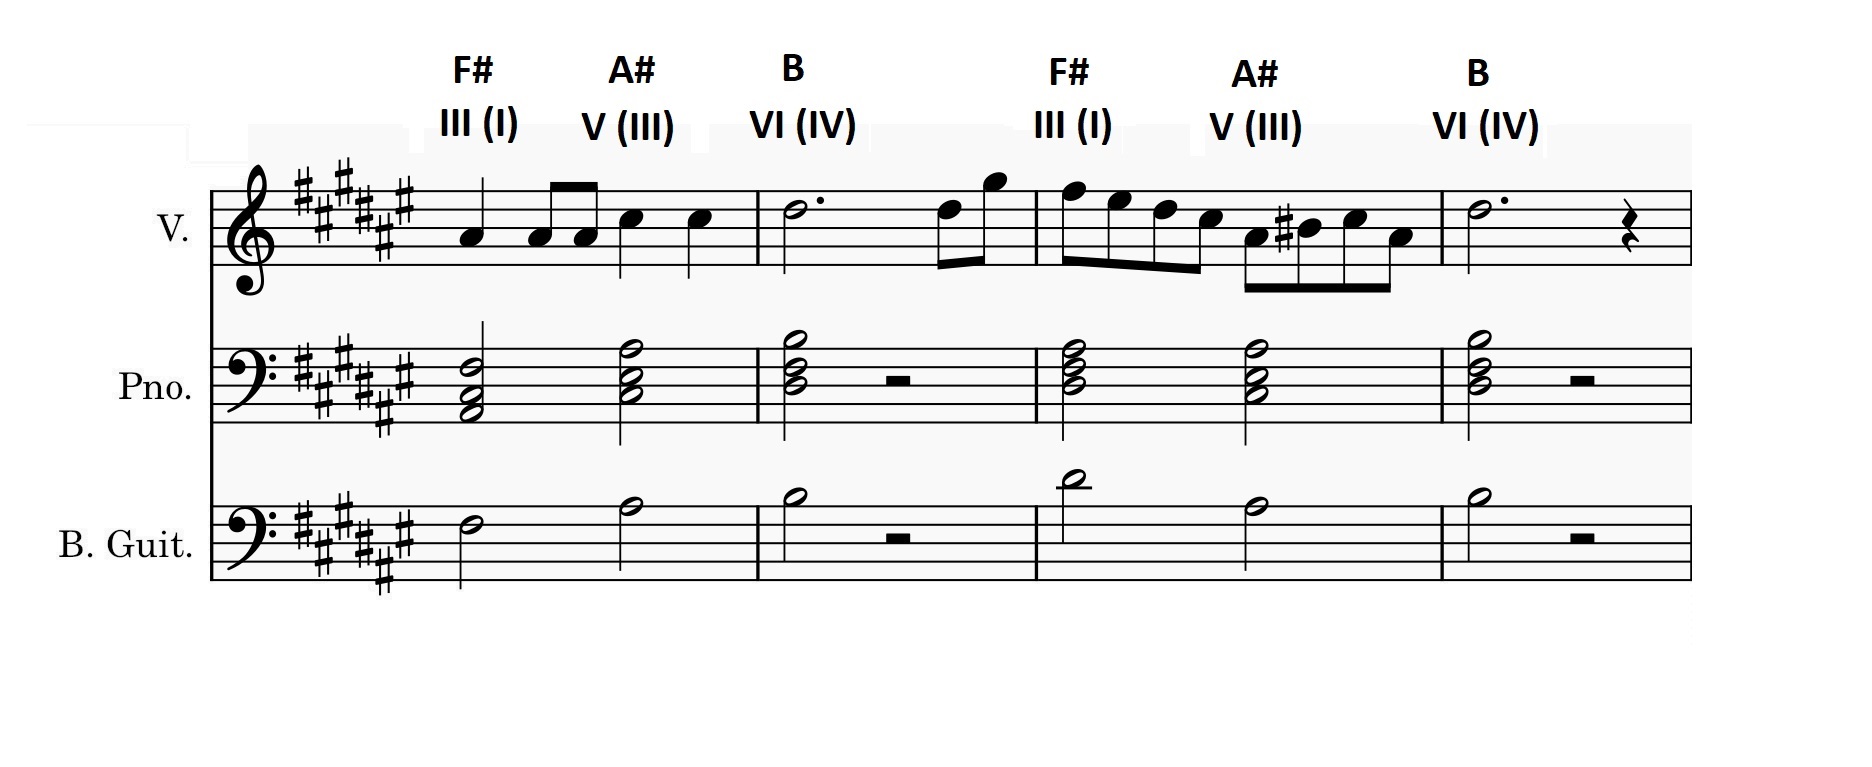 F# A# B F# A# B
III (I) V (III) VI (IV) III (I) V (III) VI (IV)
V.
Pno.
B. Guit.